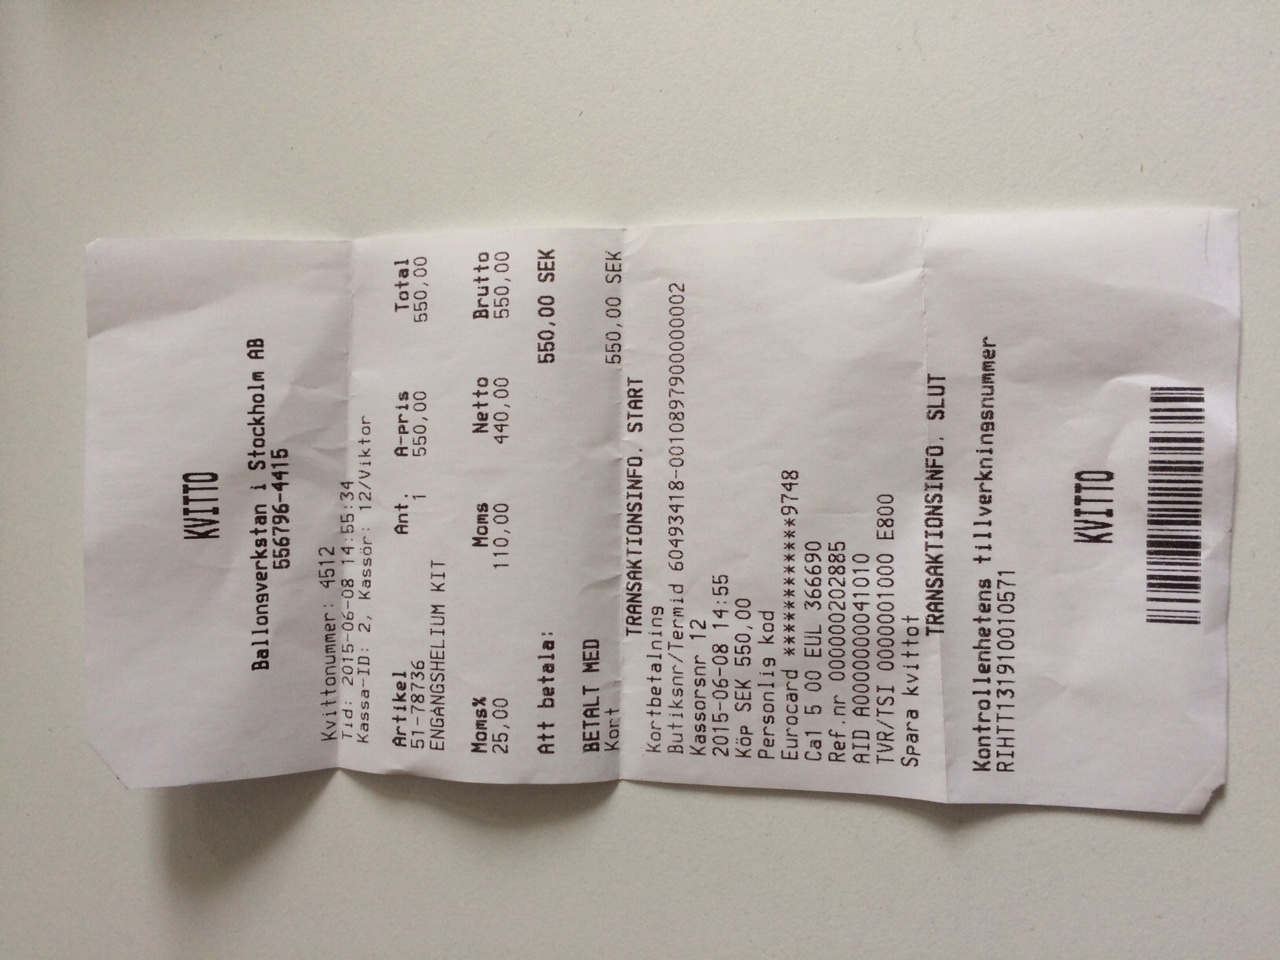 KVITTO
Ballongverkstan i Stockholm AB
556796-4415
Kvittonummer: 4512
Tid: 2015-06-08 14:55:34
Kassa-ID: 2, Kassör: 12/Viktor
Artikel Ant. A-pris Total
51-78736 1 550,00 550,00
ENGÅNGSHELIUM KIT
Moms% Moms Netto Brutto
25,00 110,00 440,00 550,00
Att betala: 550,00 SEK
BETALT MED
Kort 550,00 SEK
TRANSAKTIONSINFO. START
Kortbetalning
Butiksnr/Termid 60493418-0010897900000002
Kassorsnr 12
2015-06-08 14:55
Köp SEK 550,00
Personlig kod
Eurocard ************9748
Ca1 5 00 EUL 366690
Ref.nr 000000202885
AID A0000000041010
TVR/TSI 0000001000 E800
Spara kvittot
TRANSAKTIONSINFO. SLUT
Kontrollenhetens tillverkningsnummer
RIHTT131910010571
KVITTO